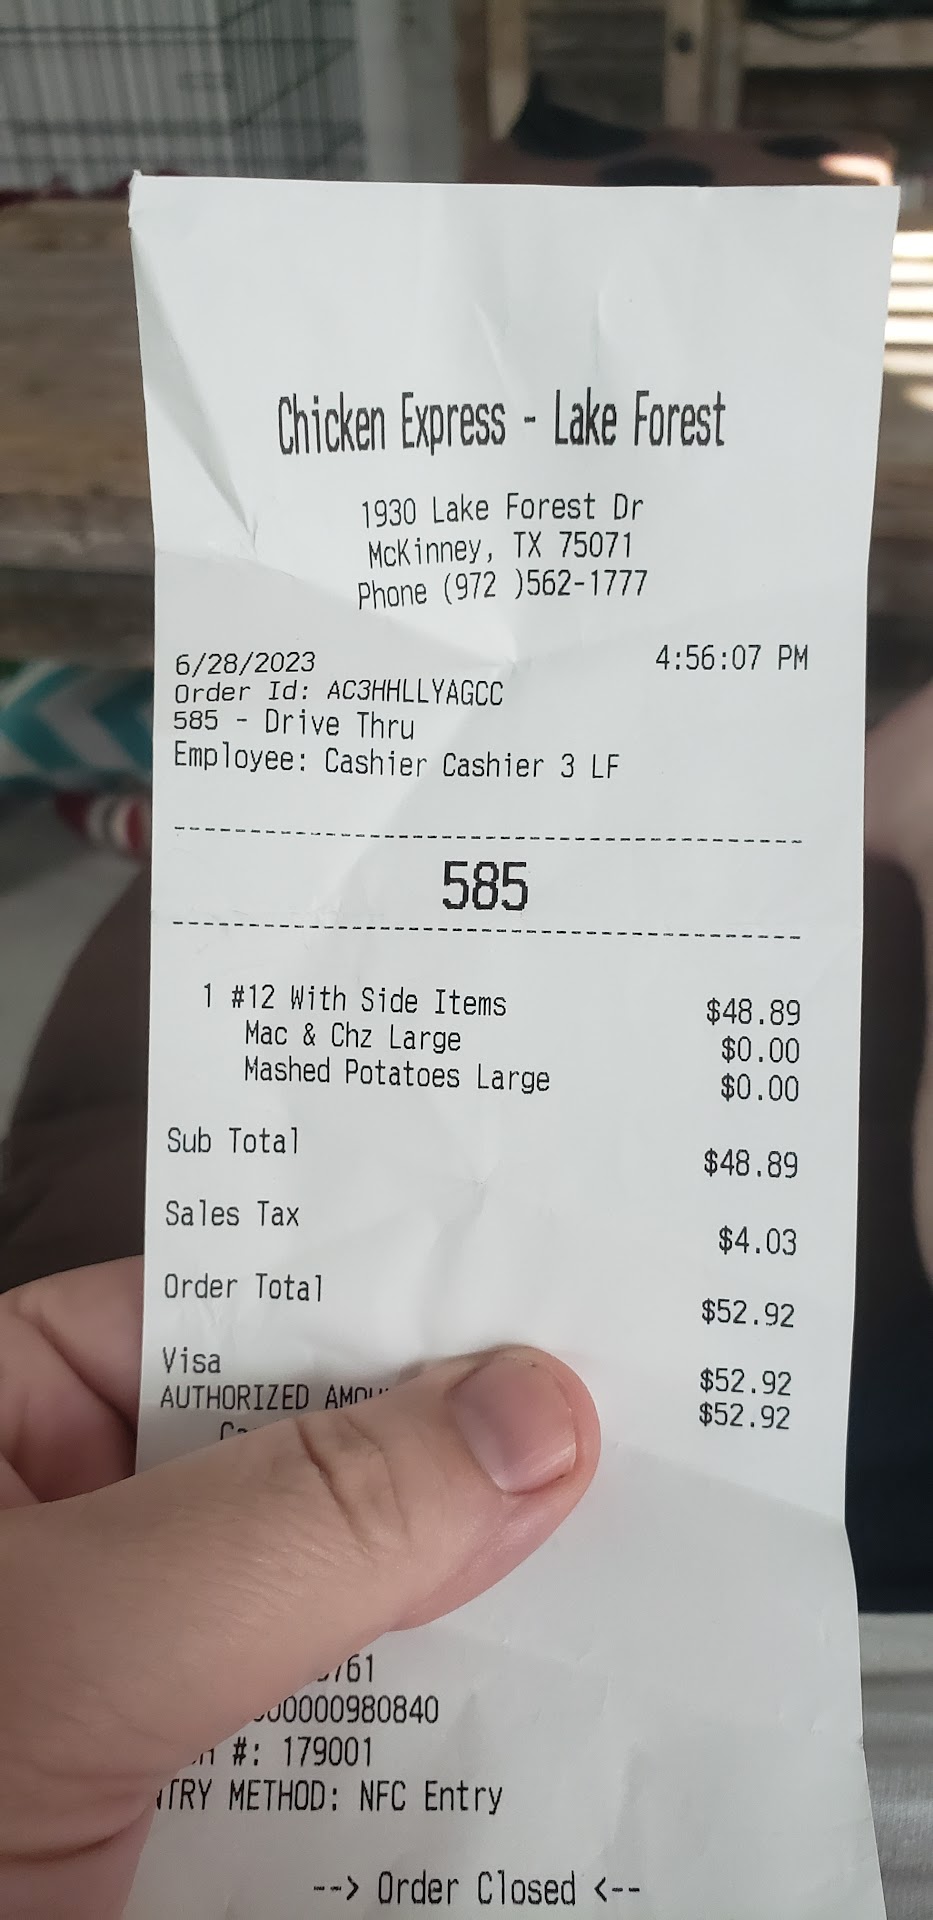 Chicken Express - Lake Forest
1930 Lake Forest Dr
McKinney, TX 75071
Phone (972 )562-1777
6/28/2023 4:56:07 PM
Order Id: AC3HHLLYAGCC
585 - Drive Thru
Employee: Cashier Cashier 3 LF
585
1 #12 With Side Items $48.89
Mac & Chz Large $0.00
Mashed Potatoes Large $0.00
Sub Total $48.89
Sales Tax $4.03
Order Total $52.92
Visa $52.92
AUTHORIZED $52.92
#: 179001
METHOD: NFC Entry
--> Order Closed <--